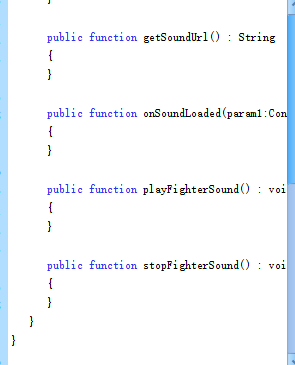 }
public function getSoundUrl() : String
{
}
public function onSoundLoaded(param1:Con
{
}
public function playFighterSound() : voi
{
}
public function stopFighterSound() : voi
{
}
}
}